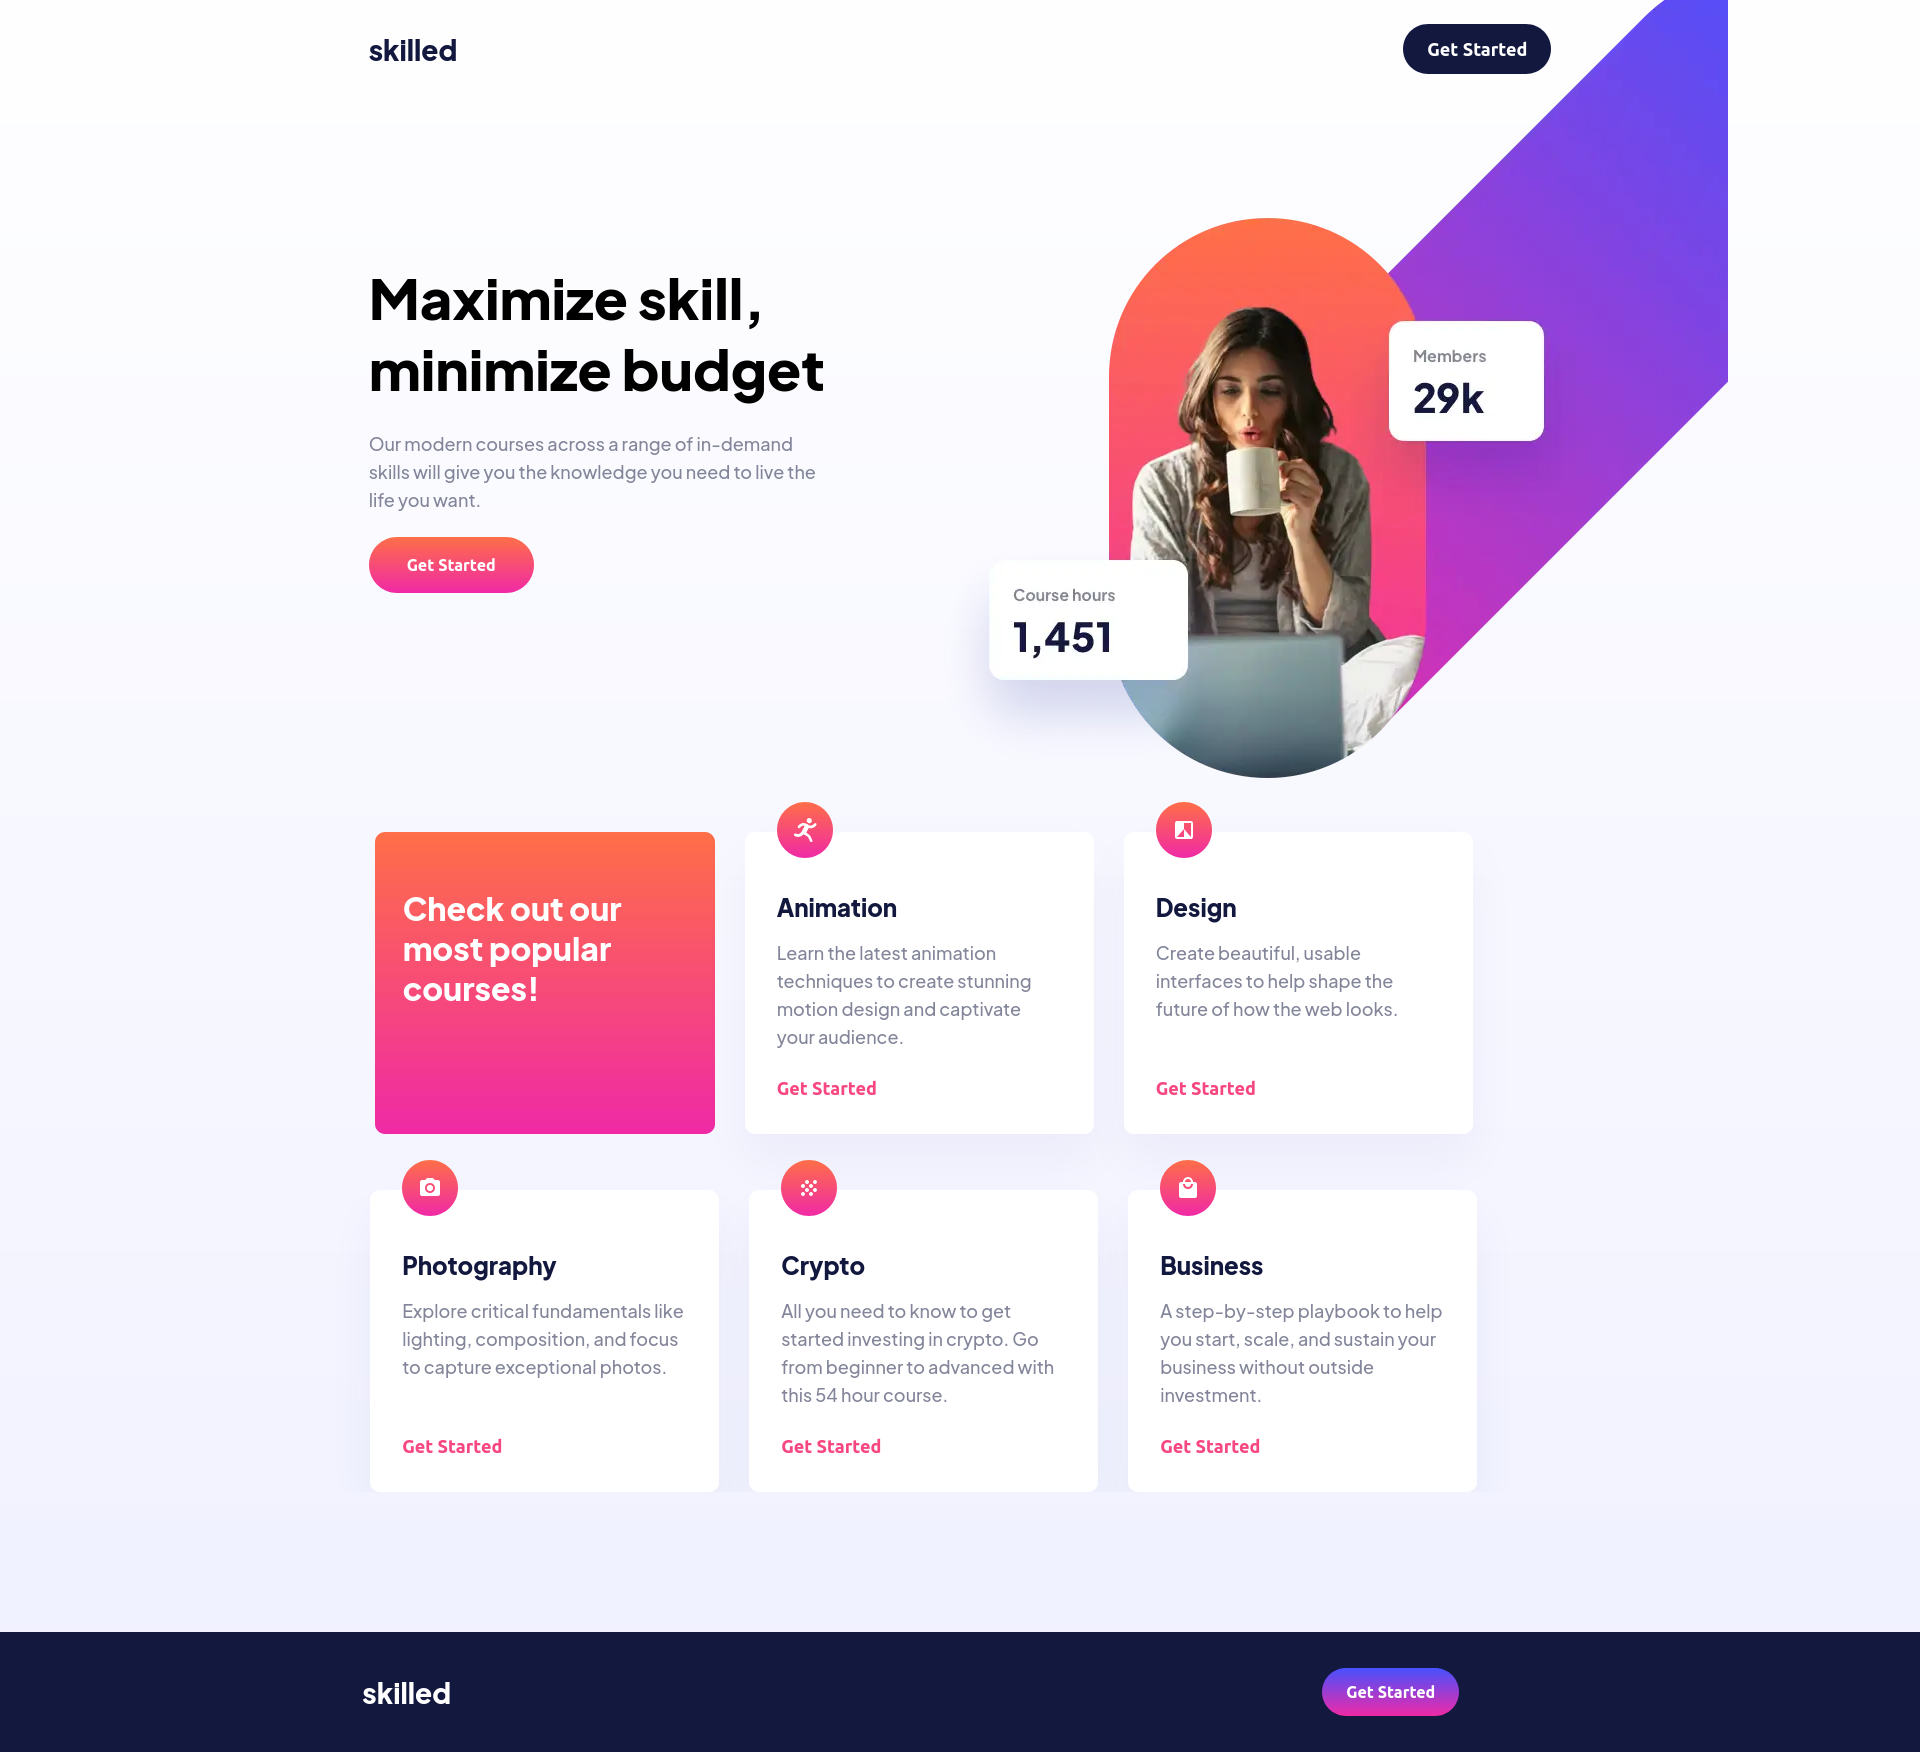 skilled
Get Started
Maximize skill,
minimize budget
Our modern courses across a range of in-demand
skills will give you the knowledge you need to live the
life you want.
Get Started
Members
29k
Course hours
1,451
Check out our
most popular
courses!
Animation
Learn the latest animation
techniques to create stunning
motion design and captivate
your audience.
Get Started
Design
Create beautiful, usable
interfaces to help shape the
future of how the web looks.
Get Started
Photography
Explore critical fundamentals like
lighting, composition, and focus
to capture exceptional photos.
Get Started
Crypto
All you need to know to get
started investing in crypto. Go
from beginner to advanced with
this 54 hour course.
Get Started
Business
A step-by-step playbook to help
you start, scale, and sustain your
business without outside
investment.
Get Started
skilled
Get Started